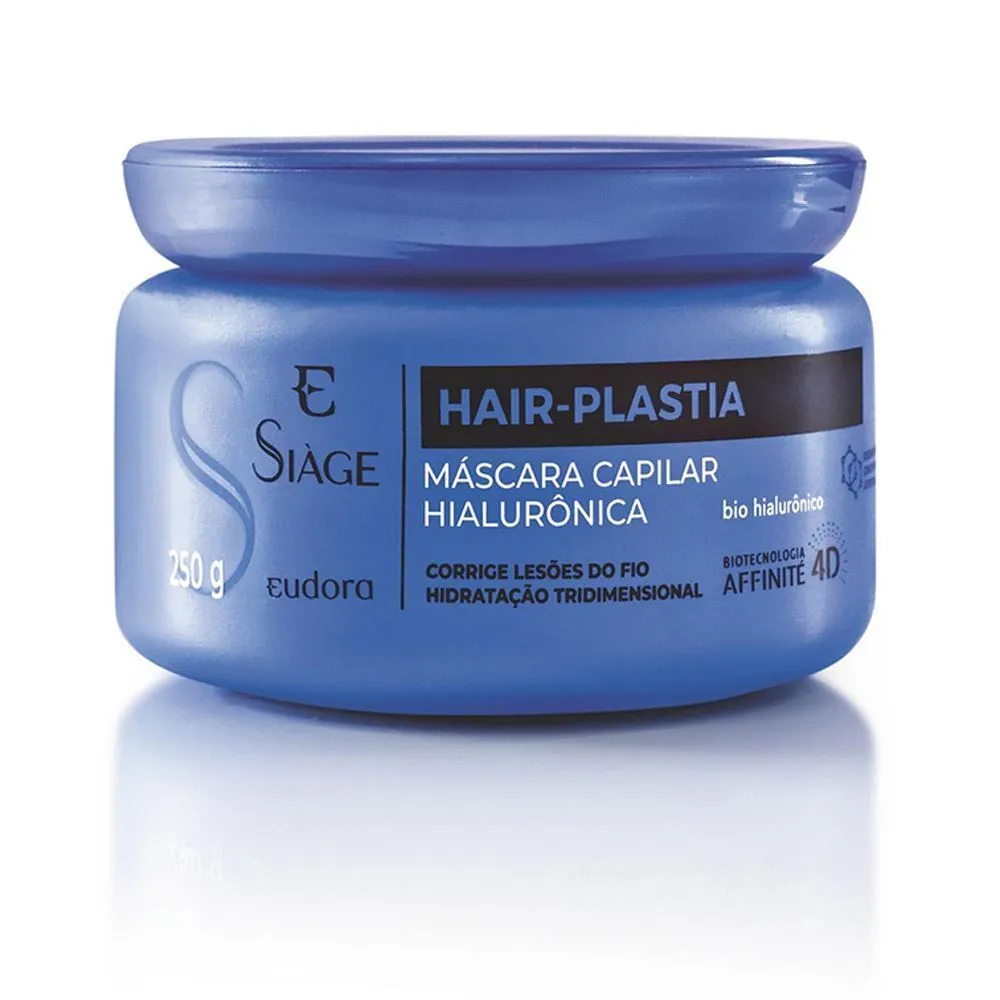 E
SIÀGE
250 g
eudora
HAIR-PLASTIA
MÁSCARA CAPILAR
HIALURÔNICA
bio hialurônico
CORRIGE LESÕES DO FIO
HIDRATAÇÃO TRIDIMENSIONAL
BIOTECNOLOGIA
AFFINITÉ 4D